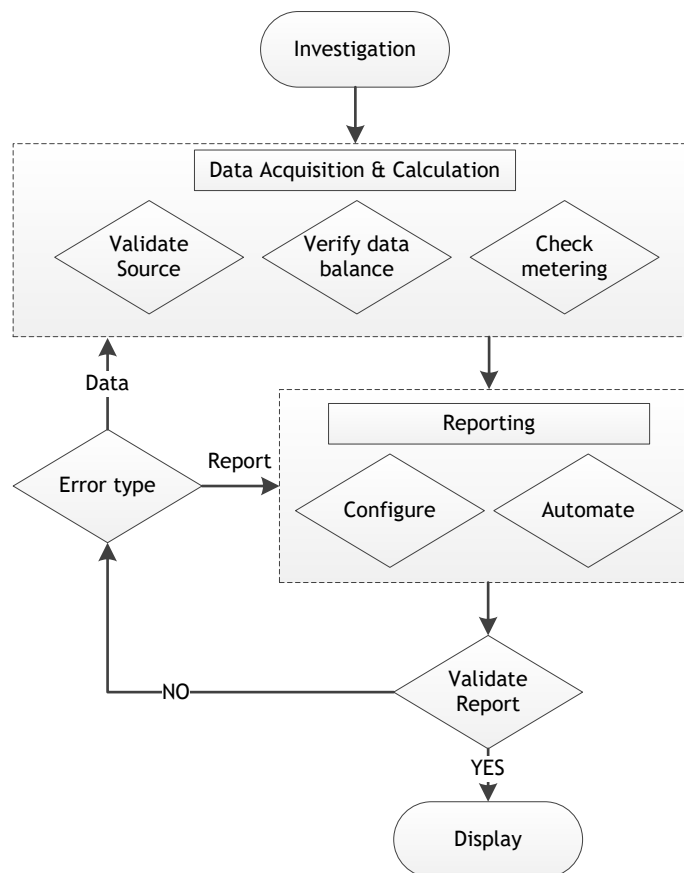 Investigation
Data Acquisition & Calculation
Validate
Source
Verify data
balance
Check
metering
Data
Reporting
Report
Error type
Configure
Automate
Validate
Report
NO
YES
Display